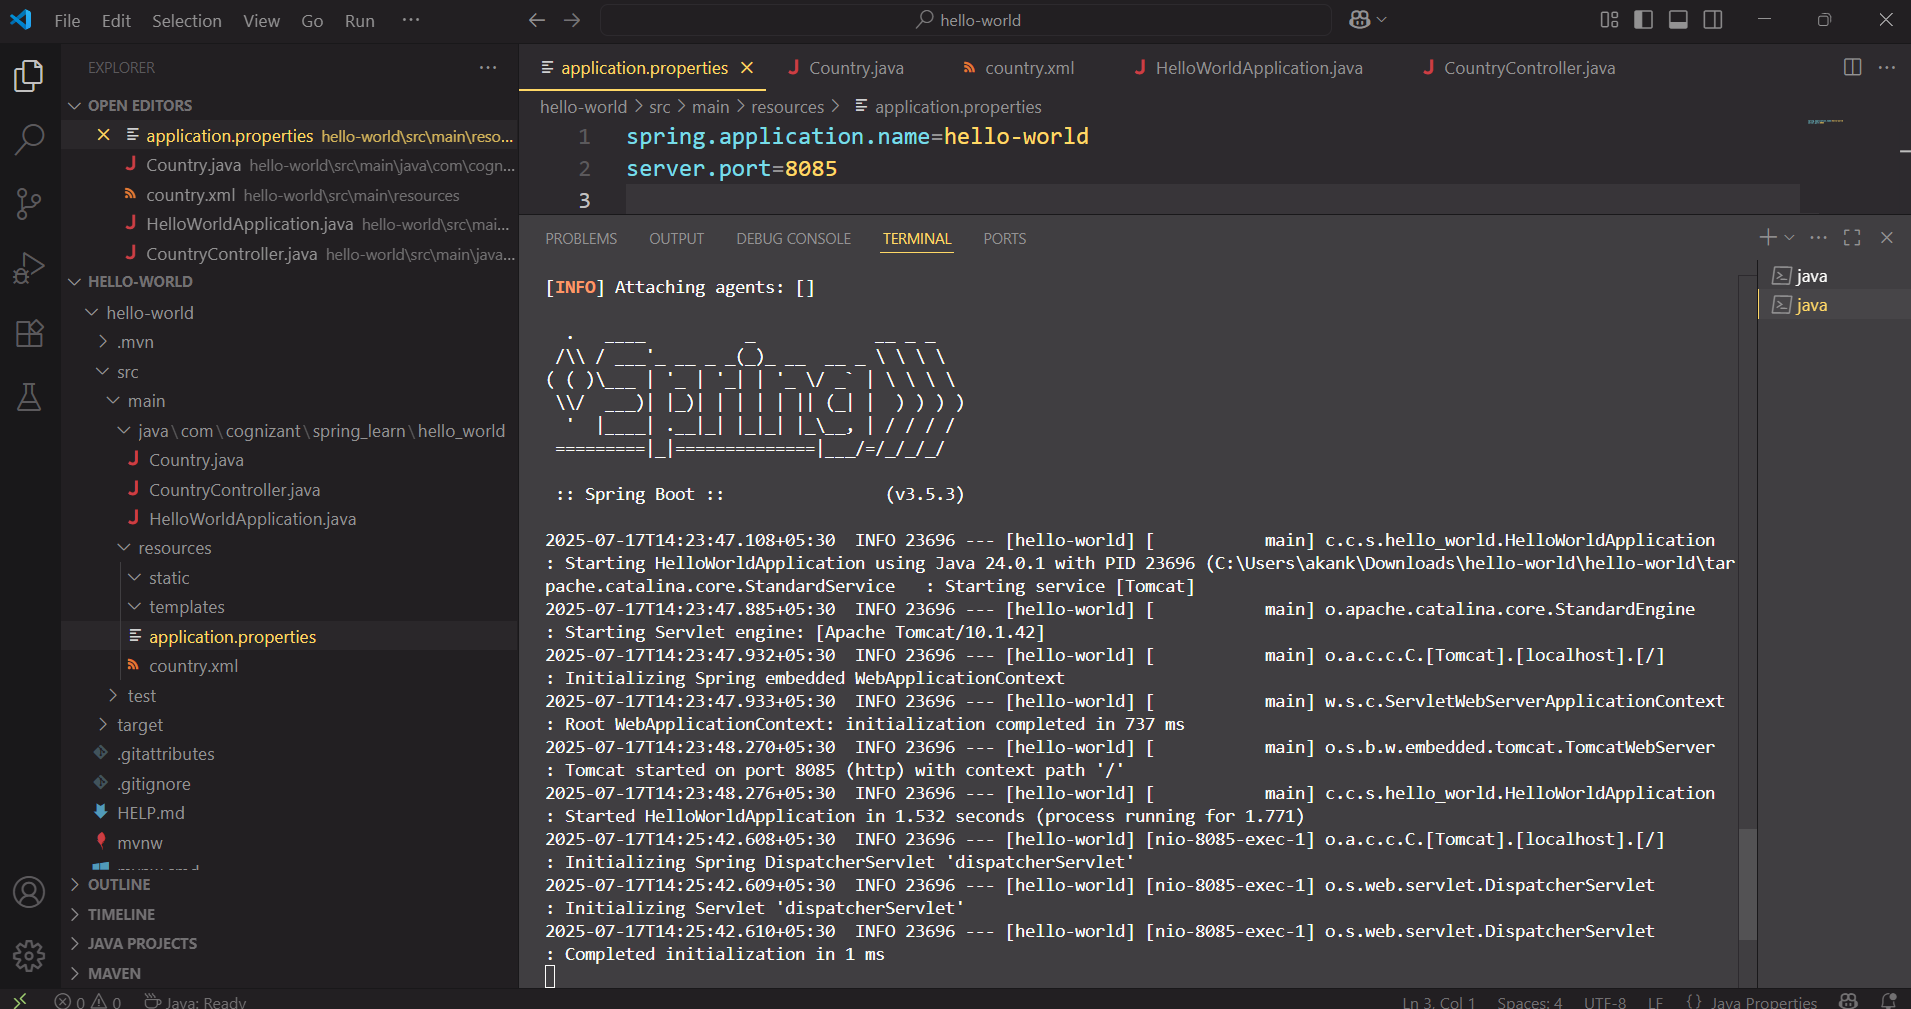 File Edit Selection View Go Run ···
hello-world
EXPLORER
OPEN EDITORS
application.properties hello-world\src\main\reso...
Country.java hello-world\src\main\java\com\cogn...
country.xml hello-world\src\main\resources
HelloWorldApplication.java hello-world\src\mai...
CountryController.java hello-world\src\main\java...
HELLO-WORLD
hello-world
.mvn
src
main
java\com\cognizant\spring_learn\hello_world
Country.java
CountryController.java
HelloWorldApplication.java
resources
static
templates
application.properties
country.xml
test
target
.gitattributes
.gitignore
HELP.md
mvnw
OUTLINE
TIMELINE
JAVA PROJECTS
MAVEN
application.properties Country.java country.xml HelloWorldApplication.java CountryController.java
hello-world > src > main > resources > application.properties
1 spring.application.name=hello-world
2 server.port=8085
3
PROBLEMS OUTPUT DEBUG CONSOLE TERMINAL PORTS
java
java
[INFO] Attaching agents: []
  .   ____          _            __ _ _
 /\\ / ___'_ __ _ _(_)_ __  __ _ \ \ \ \
( ( )\___ | '_ | '_| | '_ \/ _` | \ \ \ \
 \\/  ___)| |_)| | | | | || (_| |  ) ) ) )
  '  |____| .__|_| |_|_| |_\__, | / / / /
 =========|_|==============|___/=/_/_/_/
:: Spring Boot :: (v3.5.3)
2025-07-17T14:23:47.108+05:30 INFO 23696 --- [hello-world] [ main] c.c.s.hello_world.HelloWorldApplication
: Starting HelloWorldApplication using Java 24.0.1 with PID 23696 (C:\Users\akank\Downloads\hello-world\hello-world\tar
pache.catalina.core.StandardService : Starting service [Tomcat]
2025-07-17T14:23:47.885+05:30 INFO 23696 --- [hello-world] [ main] o.apache.catalina.core.StandardEngine
: Starting Servlet engine: [Apache Tomcat/10.1.42]
2025-07-17T14:23:47.932+05:30 INFO 23696 --- [hello-world] [ main] o.a.c.c.C.[Tomcat].[localhost].[/]
: Initializing Spring embedded WebApplicationContext
2025-07-17T14:23:47.933+05:30 INFO 23696 --- [hello-world] [ main] w.s.c.ServletWebServerApplicationContext
: Root WebApplicationContext: initialization completed in 737 ms
2025-07-17T14:23:48.270+05:30 INFO 23696 --- [hello-world] [ main] o.s.b.w.embedded.tomcat.TomcatWebServer
: Tomcat started on port 8085 (http) with context path '/'
2025-07-17T14:23:48.276+05:30 INFO 23696 --- [hello-world] [ main] c.c.s.hello_world.HelloWorldApplication
: Started HelloWorldApplication in 1.532 seconds (process running for 1.771)
2025-07-17T14:25:42.608+05:30 INFO 23696 --- [hello-world] [nio-8085-exec-1] o.a.c.c.C.[Tomcat].[localhost].[/]
: Initializing Spring DispatcherServlet 'dispatcherServlet'
2025-07-17T14:25:42.609+05:30 INFO 23696 --- [hello-world] [nio-8085-exec-1] o.s.web.servlet.DispatcherServlet
: Initializing Servlet 'dispatcherServlet'
2025-07-17T14:25:42.610+05:30 INFO 23696 --- [hello-world] [nio-8085-exec-1] o.s.web.servlet.DispatcherServlet
: Completed initialization in 1 ms
0 0 Java: Ready Ln 3, Col 1 Spaces: 4 UTF-8 LF {} Java Properties